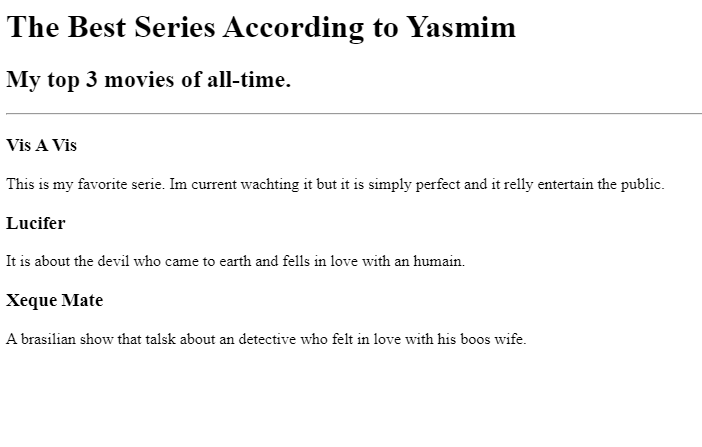 The Best Series According to Yasmim
My top 3 movies of all-time.
Vis A Vis
This is my favorite serie. Im current wachting it but it is simply perfect and it relly entertain the public.
Lucifer
It is about the devil who came to earth and fells in love with an humain.
Xeque Mate
A brasilian show that talsk about an detective who felt in love with his boos wife.